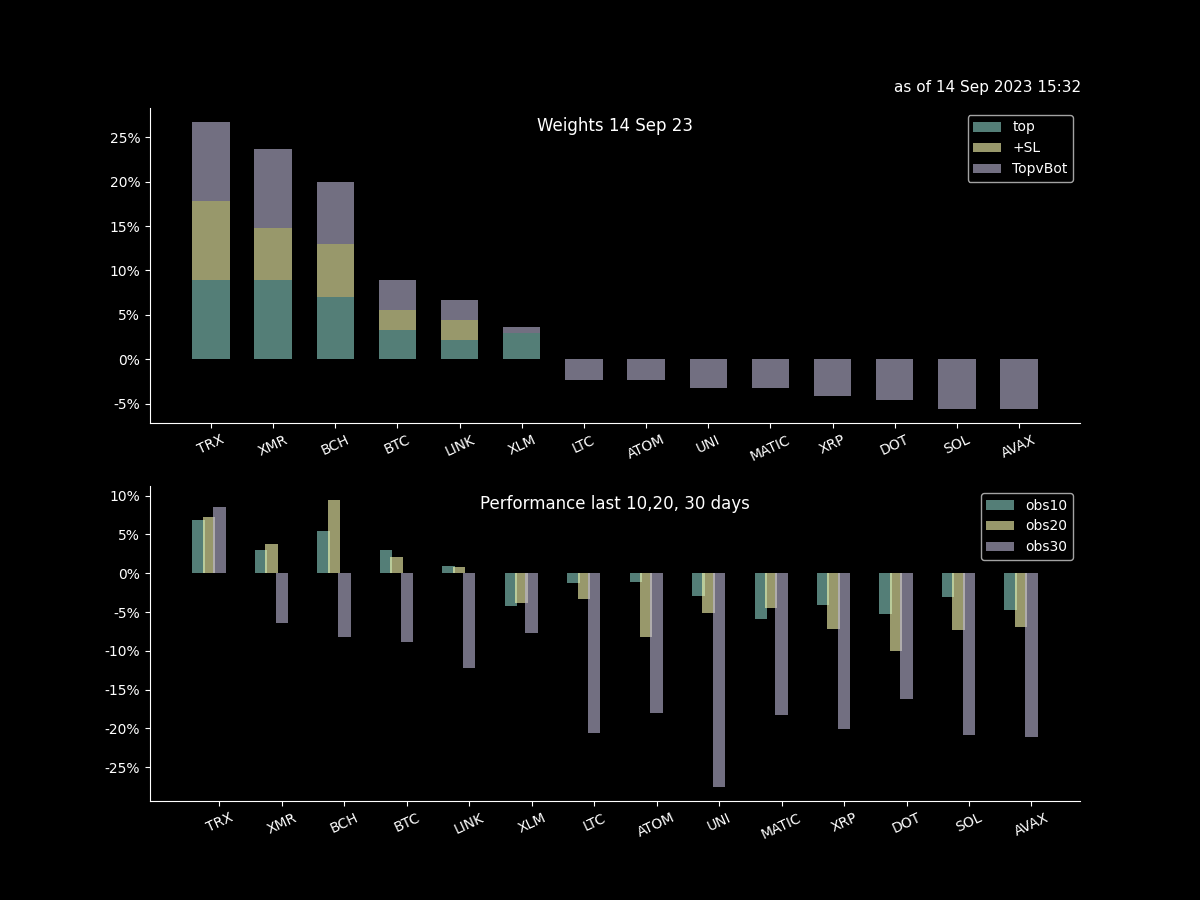 as of 14 Sep 2023 15:32
Weights 14 Sep 23
top
+SL
TopvBot
25%
20%
15%
10%
5%
0%
-5%
TRX XMR BCH BTC LINK XLM LTC ATOM UNI MATIC XRP DOT SOL AVAX
Performance last 10,20, 30 days
obs10
obs20
obs30
10%
5%
0%
-5%
-10%
-15%
-20%
-25%
TRX XMR BCH BTC LINK XLM LTC ATOM UNI MATIC XRP DOT SOL AVAX